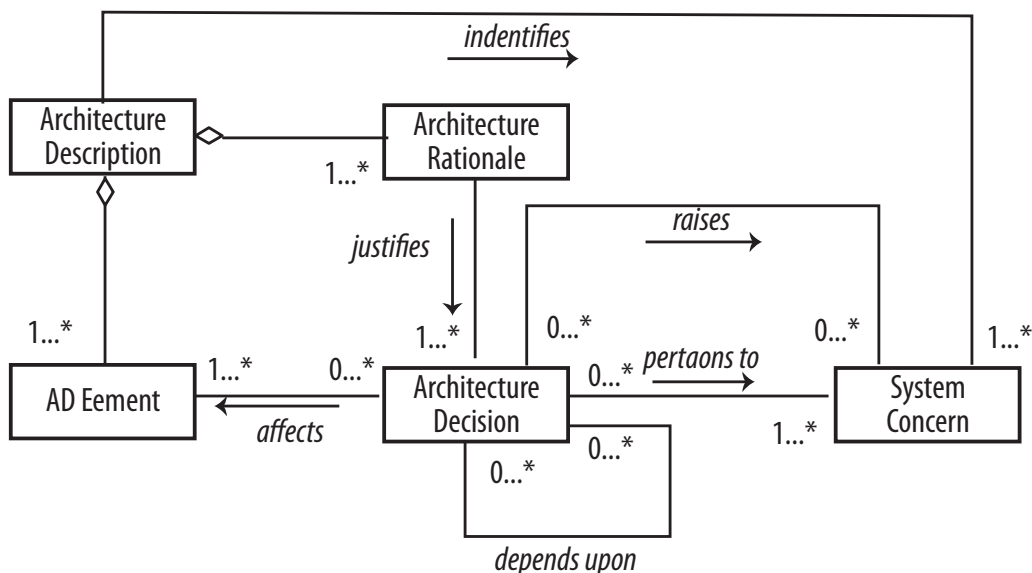 indentifies
Architecture
Description
Architecture
Rationale
1...*
justifies
raises
1...*
1...*
0...*
0...*
1...*
1...*
0...*
0...*
pertaons to
AD Eement
affects
Architecture
Decision
System
Concern
1...*
0...*
0...*
depends upon